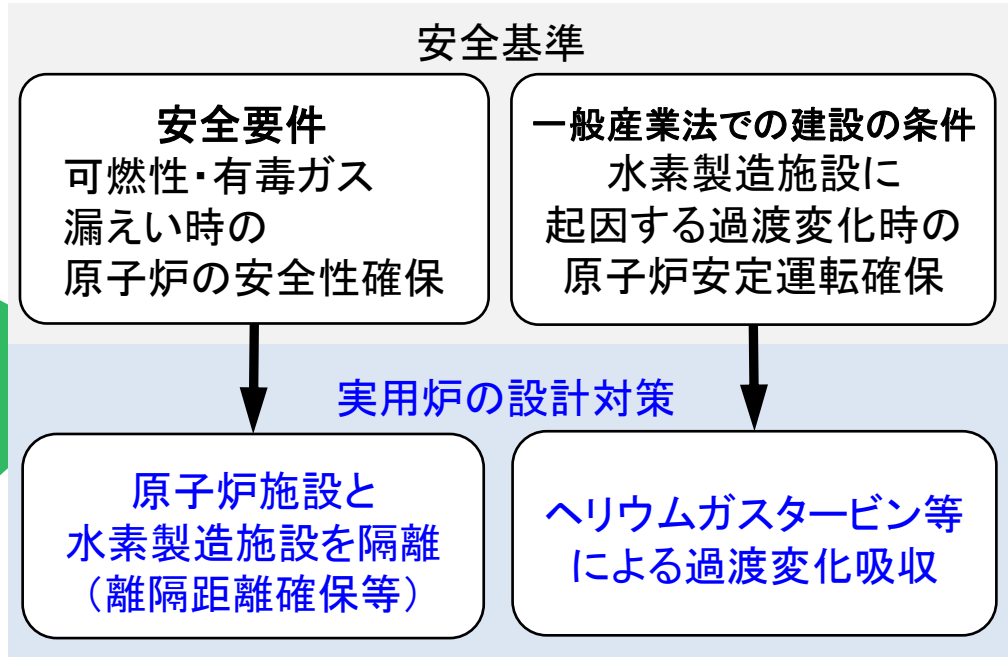 安全基準
安全要件
可燃性・有毒ガス
漏えい時の
原子炉の安全性確保
一般産業法での建設の条件
水素製造施設に
起因する過渡変化時の
原子炉安定運転確保
実用炉の設計対策
原子炉施設と
水素製造施設を隔離
（離隔距離確保等）
ヘリウムガスタービン等
による過渡変化吸収